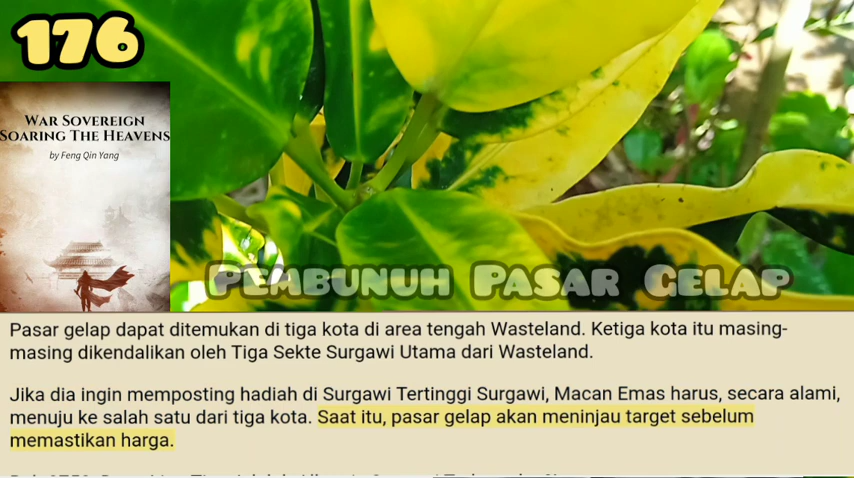 176
WAR SOVEREIGN
SOARING THE HEAVENS
by Feng Qin Yang
PEMBUNUH PASAR GELAP
Pasar gelap dapat ditemukan di tiga kota di area tengah Wasteland. Ketiga kota itu masing-
masing dikendalikan oleh Tiga Sekte Surgawi Utama dari Wasteland.
Jika dia ingin memposting hadiah di Surgawi Tertinggi Surgawi, Macan Emas harus, secara alami,
menuju ke salah satu dari tiga kota. Saat itu, pasar gelap akan meninjau target sebelum
memastikan harga.